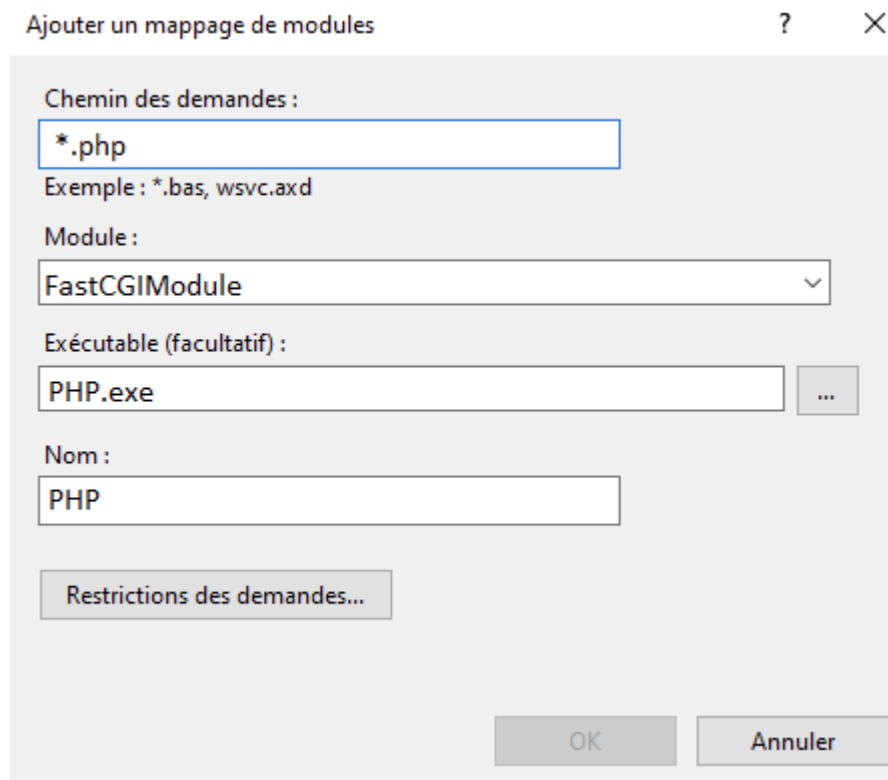 Ajouter un mappage de modules ? ×
Chemin des demandes :
*.php
Exemple : *.bas, wsvc.axd
Module :
FastCGIModule
Exécutable (facultatif) :
PHP.exe ...
Nom :
PHP
Restrictions des demandes...
OK Annuler